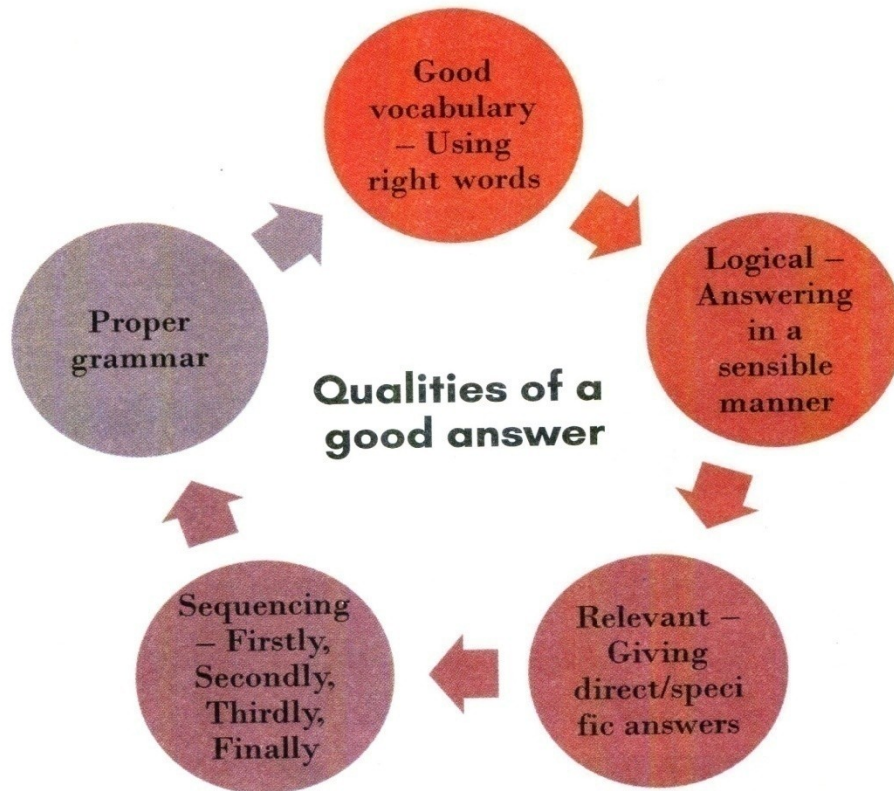 Good
vocabulary
– Using
right words
Logical –
Answering
in a
sensible
manner
Relevant –
Giving
direct/speci
fic answers
Sequencing
– Firstly,
Secondly,
Thirdly,
Finally
Proper
grammar
Qualities of a
good answer